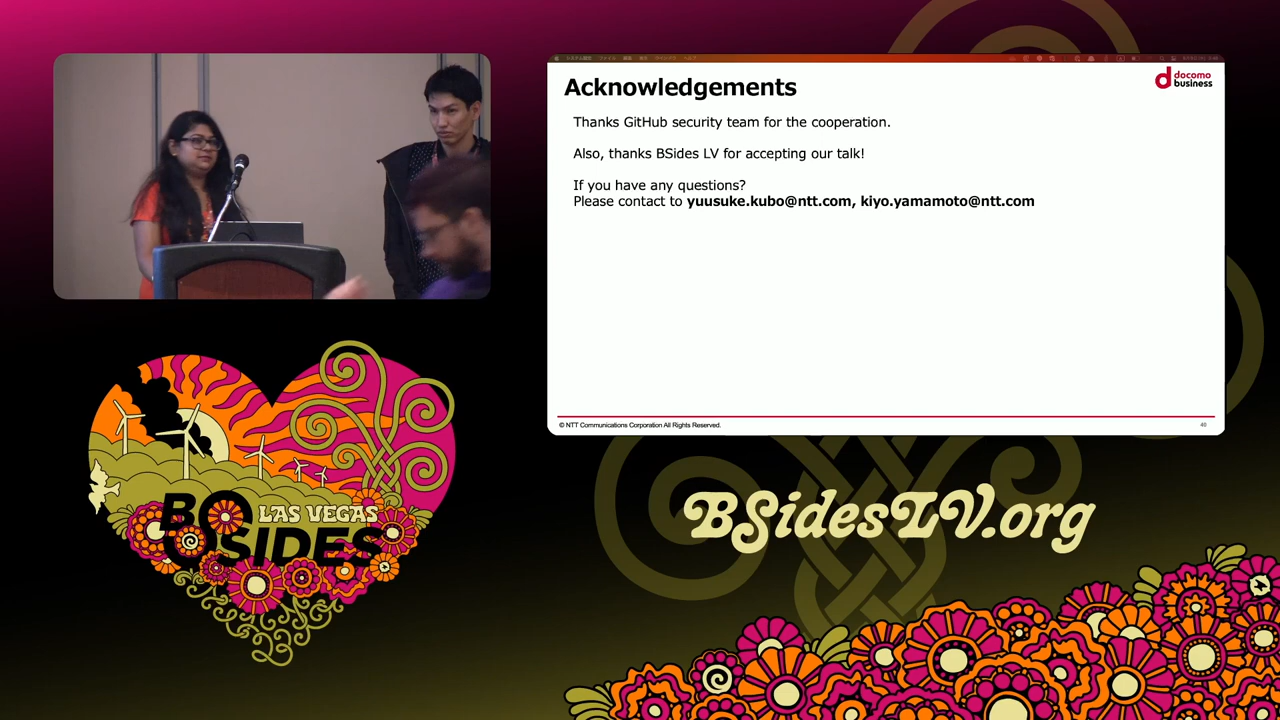 Acknowledgements
docomo
business
Thanks GitHub security team for the cooperation.
Also, thanks BSides LV for accepting our talk!
If you have any questions?
Please contact to yuusuke.kubo@ntt.com, kiyo.yamamoto@ntt.com
© NTT Communications Corporation All Rights Reserved.
40
LAS VEGAS
BSIDES
BSidesLV.org